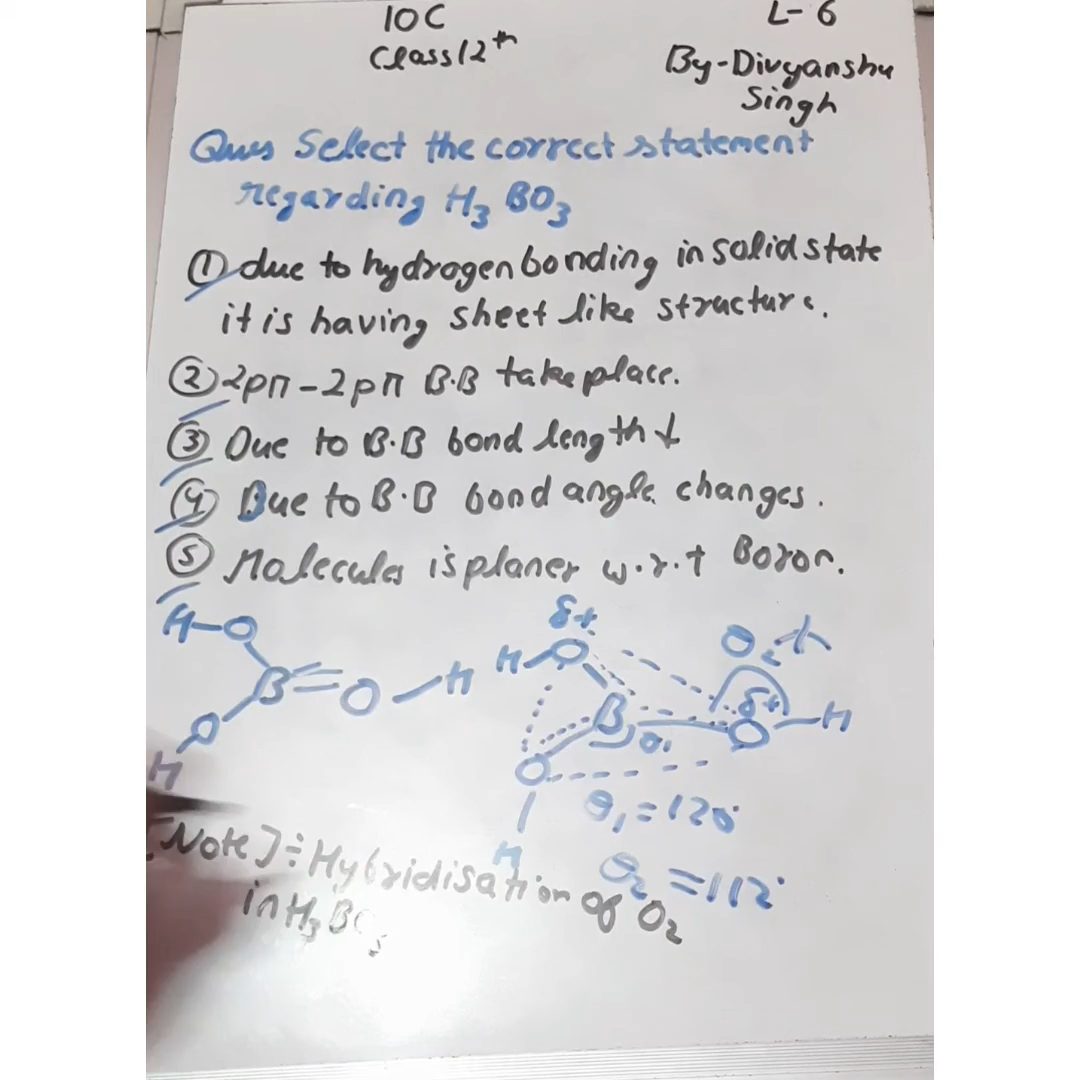 IOC
L-6
Class 12th
By-Divyanshu
Singh
Ques Select the correct statement
regarding H3 BO3
① due to hydrogen bonding in solid state
it is having sheet like structure.
② 2pπ-2pπ B.B take place.
③ Due to B.B bond length ↓
④ Due to B.B bond angle changes.
⑤ Molecules is planer w.r.t Boron.
H-O
B=O-H
O
H
δ+
H-O
B
O
H
θ1
θ2 ↑
δ+
O-H
θ1=120°
θ2=112°
[Note]÷Hybridisation of O2
in H3BO3